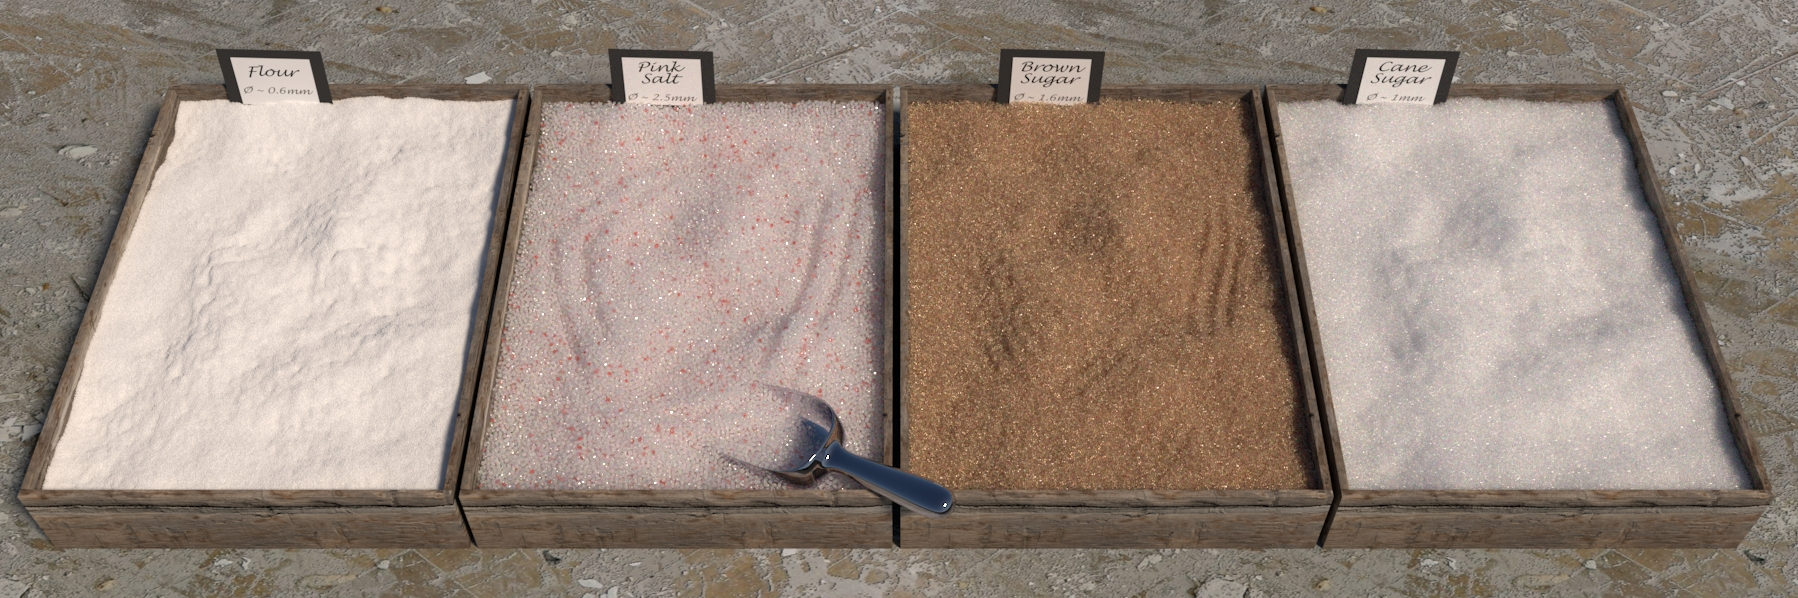 Flour
Ø ~ 0.6mm
Pink
Salt
Ø ~ 2.5mm
Brown
Sugar
Ø ~ 1.6mm
Cane
Sugar
Ø ~ 1mm